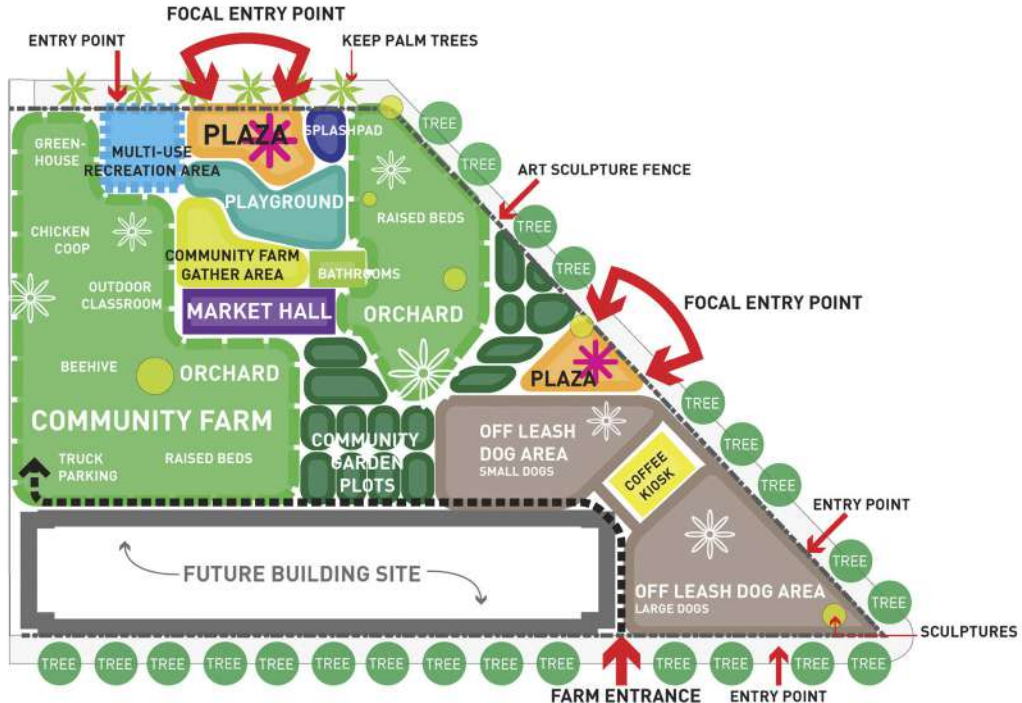 FOCAL ENTRY POINT
ENTRY POINT
KEEP PALM TREES
TREE
TREE
GREEN-
HOUSE
PLAZA
SPLASHPAD
MULTI-USE
RECREATION AREA
ART SCULPTURE FENCE
PLAYGROUND
RAISED BEDS
TREE
CHICKEN
COOP
COMMUNITY FARM
GATHER AREA
BATHROOMS
TREE
OUTDOOR
CLASSROOM
MARKET HALL
ORCHARD
FOCAL ENTRY POINT
BEEHIVE
ORCHARD
PLAZA
TREE
COMMUNITY FARM
TREE
COMMUNITY
GARDEN
PLOTS
OFF LEASH
DOG AREA
SMALL DOGS
TRUCK
PARKING
RAISED BEDS
COFFEE
KIOSK
TREE
TREE
ENTRY POINT
TREE
FUTURE BUILDING SITE
OFF LEASH DOG AREA
LARGE DOGS
TREE
SCULPTURES
TREE
TREE
TREE
TREE
TREE
TREE
TREE
TREE
TREE
TREE
TREE
TREE
TREE
FARM ENTRANCE
ENTRY POINT